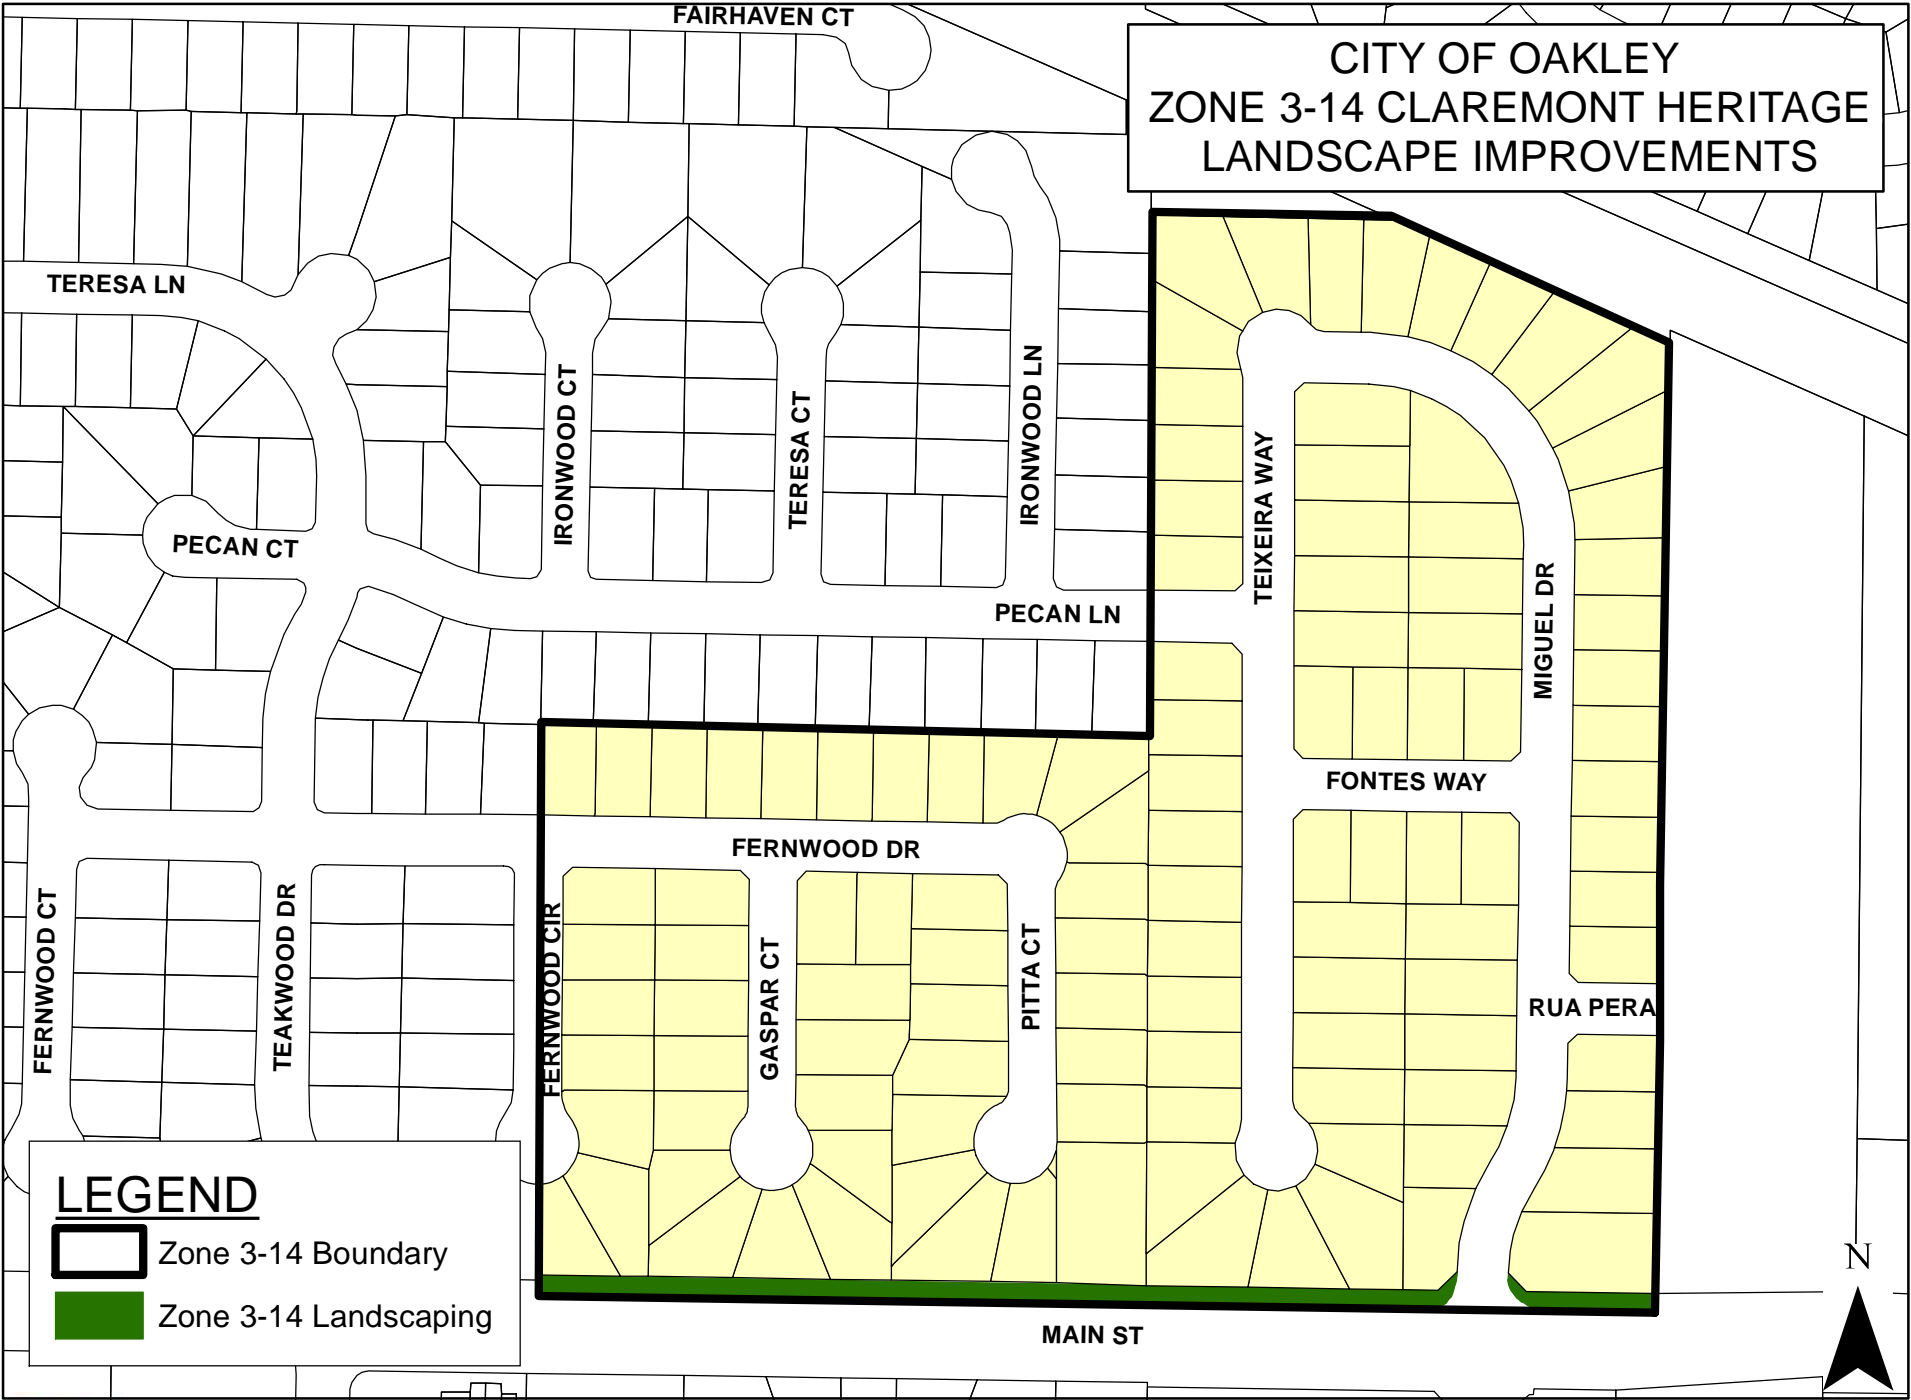 FAIRHAVEN CT
CITY OF OAKLEY
ZONE 3-14 CLAREMONT HERITAGE
LANDSCAPE IMPROVEMENTS
TERESA LN
IRONWOOD CT
TERESA CT
IRONWOOD LN
TEIXEIRA WAY
PECAN CT
PECAN LN
MIGUEL DR
FONTES WAY
FERNWOOD DR
FERNWOOD CT
TEAKWOOD DR
FERNWOOD CIR
GASPAR CT
PITTA CT
RUA PERA
LEGEND
Zone 3-14 Boundary
Zone 3-14 Landscaping
MAIN ST
N